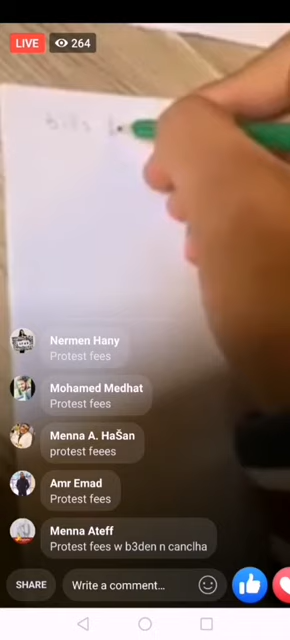 LIVE 264
Nermen Hany
Protest fees
Mohamed Medhat
Protest fees
Menna A. HaŠan
protest feees
Amr Emad
Protest fees
Menna Ateff
Protest fees w b3den n canclha
SHARE Write a comment...